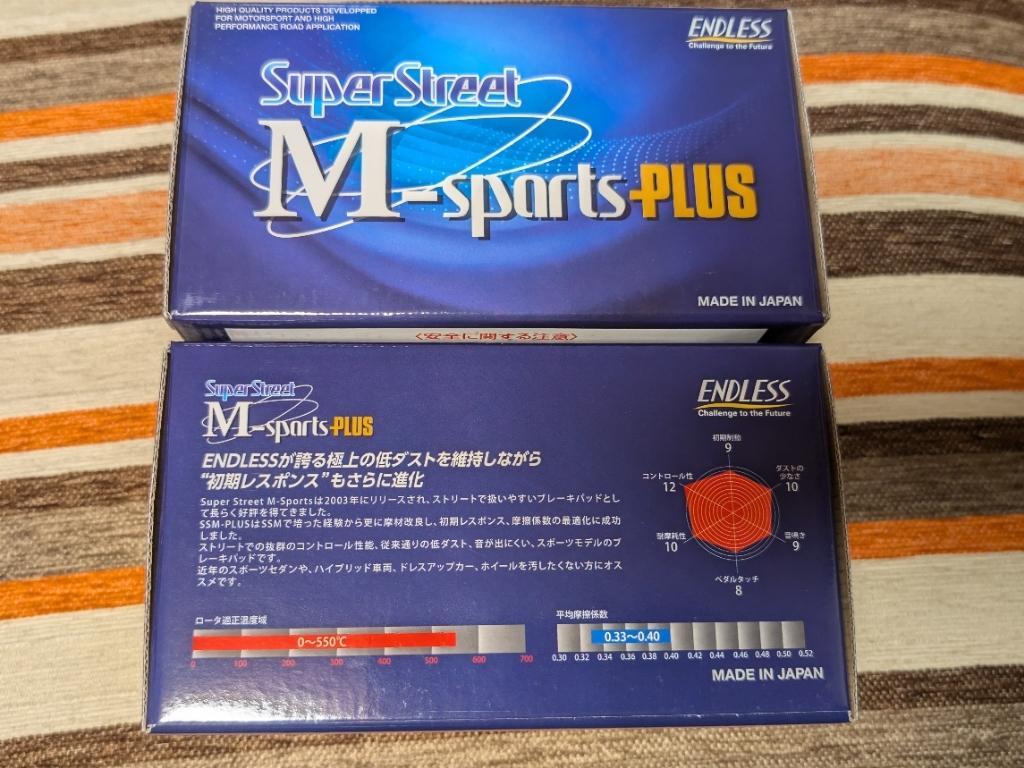 HIGH QUALITY PRODUCTS DEVELOPPED
FOR MOTORSPORT AND HIGH
PERFORMANCE ROAD APPLICATION
ENDLESS
Challenge to the Future
Super Street
M-sports PLUS
MADE IN JAPAN
〈安全に関する注意〉
Super Street
M-sports PLUS
ENDLESS
Challenge to the Future
ENDLESSが誇る極上の低ダストを維持しながら
“初期レスポンス”もさらに進化
Super Street M-Sportsは2003年にリリースされ、ストリートで扱いやすいブレーキパッドとし
て長らく好評を得てきました。
SSM-PLUSはSSMで培った経験から更に摩材改良し、初期レスポンス、摩擦係数の最適化に成功
しました。
ストリートでの抜群のコントロール性能、従来通りの低ダスト、音が出にくい、スポーツモデルのブ
レーキパッドです。
近年のスポーツセダンや、ハイブリッド車両、ドレスアップカー、ホイールを汚したくない方にオス
スメです。
初期制動
9
コントロール性
12
ダストの
少なさ
10
耐摩耗性
10
音鳴き
9
ペダルタッチ
8
ロータ適正温度域
0〜550℃
0 100 200 300 400 500 600 700
平均摩擦係数
0.33〜0.40
0.30 0.32 0.34 0.36 0.38 0.40 0.42 0.44 0.46 0.48 0.50 0.52
MADE IN JAPAN